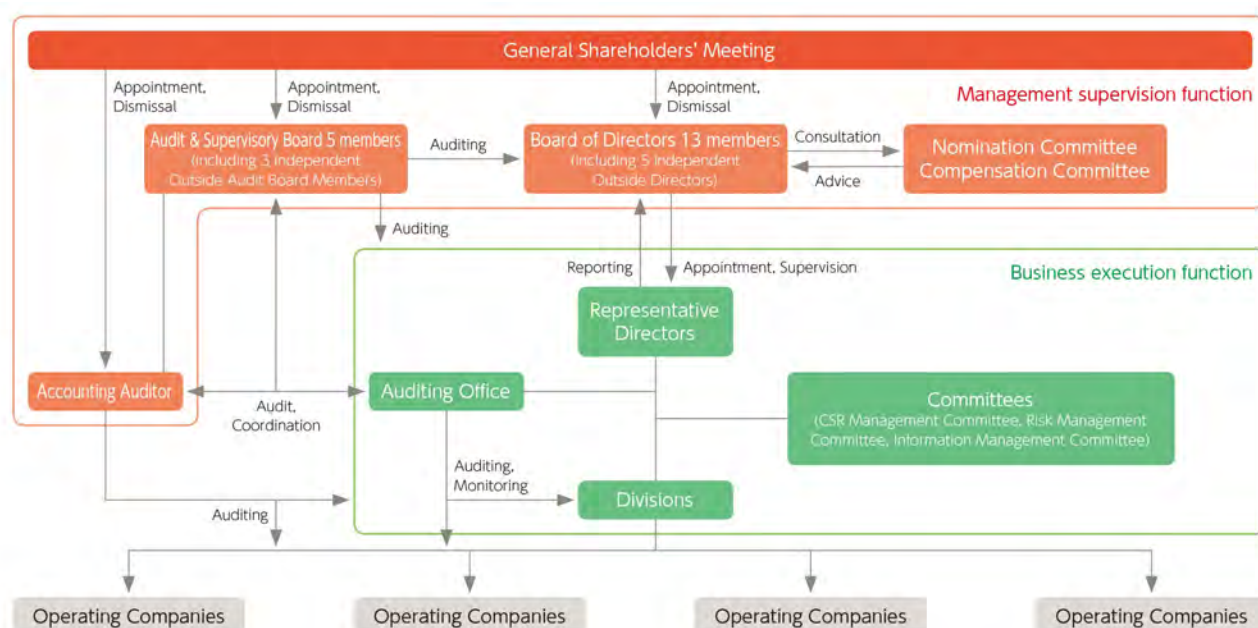 General Shareholders' Meeting
Appointment,
Dismissal
Appointment,
Dismissal
Appointment,
Dismissal
Management supervision function
Audit & Supervisory Board 5 members
(including 3 Independent
Outside Audit Board Members)
Auditing
Board of Directors 13 members
(including 5 Independent
Outside Directors)
Consultation
Advice
Nomination Committee
Compensation Committee
Auditing
Reporting
Appointment, Supervision
Business execution function
Representative
Directors
Accounting Auditor
Audit,
Coordination
Auditing Office
Committees
(CSR Management Committee, Risk Management
Committee, Information Management Committee)
Auditing,
Monitoring
Divisions
Auditing
Operating Companies
Operating Companies
Operating Companies
Operating Companies